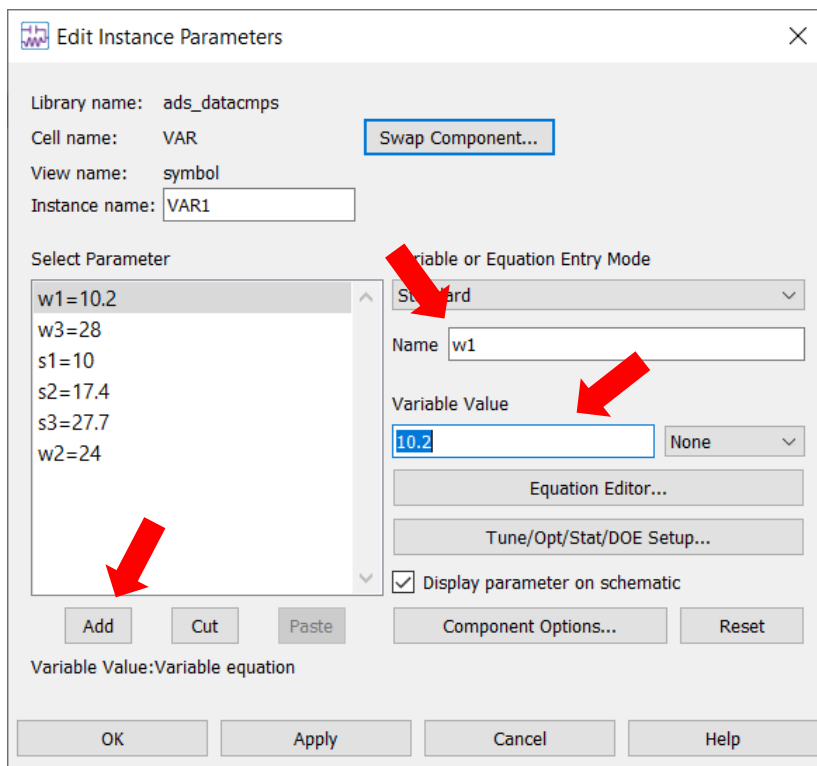 Edit Instance Parameters
Library name: ads_datacmps
Cell name: VAR
Swap Component...
View name: symbol
Instance name: VAR1
Select Parameter
or Equation Entry Mode
w1=10.2
w3=28
s1=10
s2=17.4
s3=27.7
w2=24
Name w1
Variable Value
10.2
None
Equation Editor...
Tune/Opt/Stat/DOE Setup...
Display parameter on schematic
Add Cut Paste
Component Options... Reset
Variable Value:Variable equation
OK Apply Cancel Help